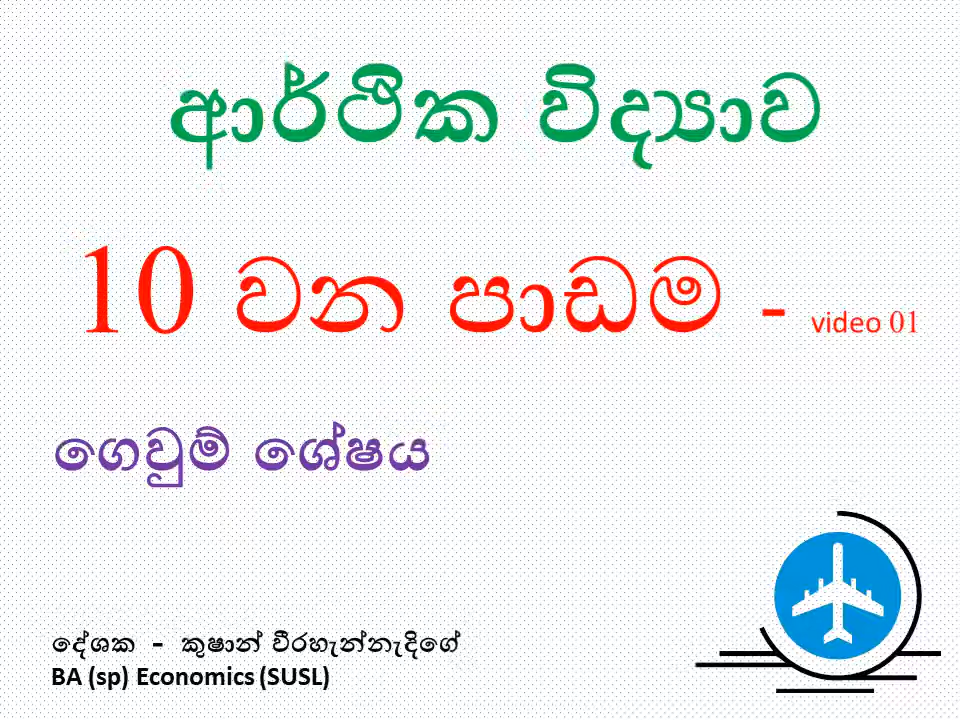 ආර්ථික විද්‍යාව
10 වන පාඩම - video 01
ගෙවුම් ශේෂය
දේශක - කුෂාන් වීරහැන්නැදිගේ
BA (sp) Economics (SUSL)